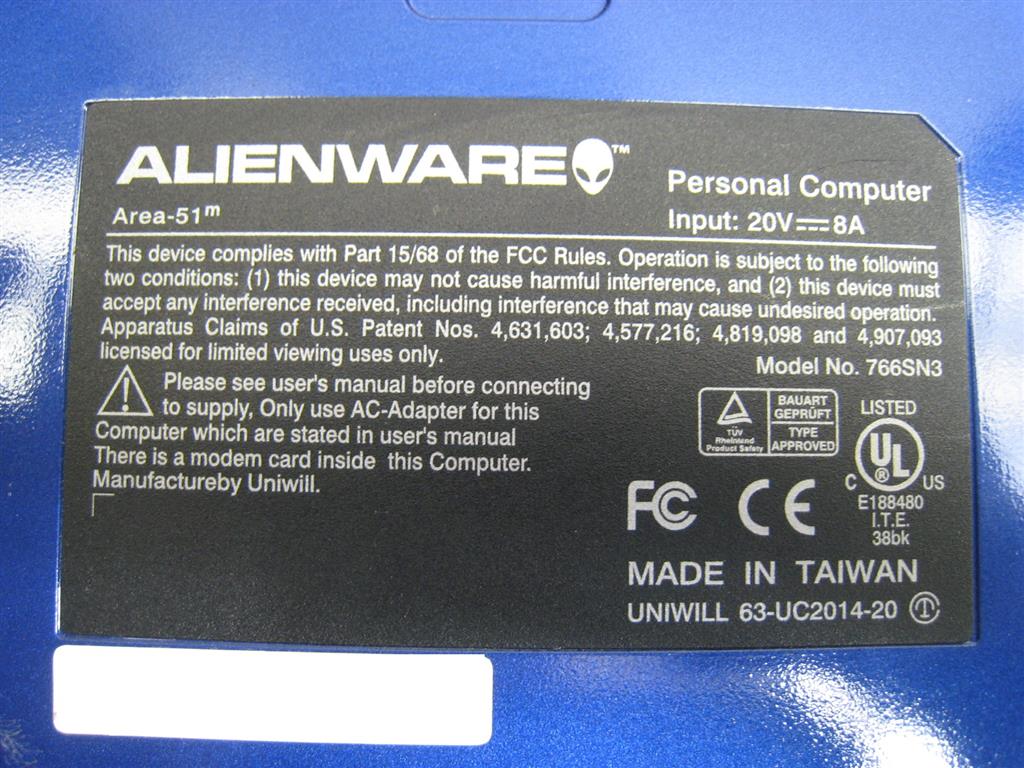 ALIENWARE™
Personal Computer
Area-51ᵐ
Input: 20V⎓8A
This device complies with Part 15/68 of the FCC Rules. Operation is subject to the following
two conditions: (1) this device may not cause harmful interference, and (2) this device must
accept any interference received, including interference that may cause undesired operation.
Apparatus Claims of U.S. Patent Nos. 4,631,603; 4,577,216; 4,819,098 and 4,907,093
licensed for limited viewing uses only.
Model No. 766SN3
Please see user's manual before connecting
to supply, Only use AC-Adapter for this
Computer which are stated in user's manual
There is a modem card inside this Computer.
Manufactureby Uniwill.
TÜV
Rheinland
Product Safety
BAUART
GEPRÜFT
TYPE
APPROVED
LISTED
C UL® US
E188480
I.T.E.
38bk
FC CE
MADE IN TAIWAN
UNIWILL 63-UC2014-20